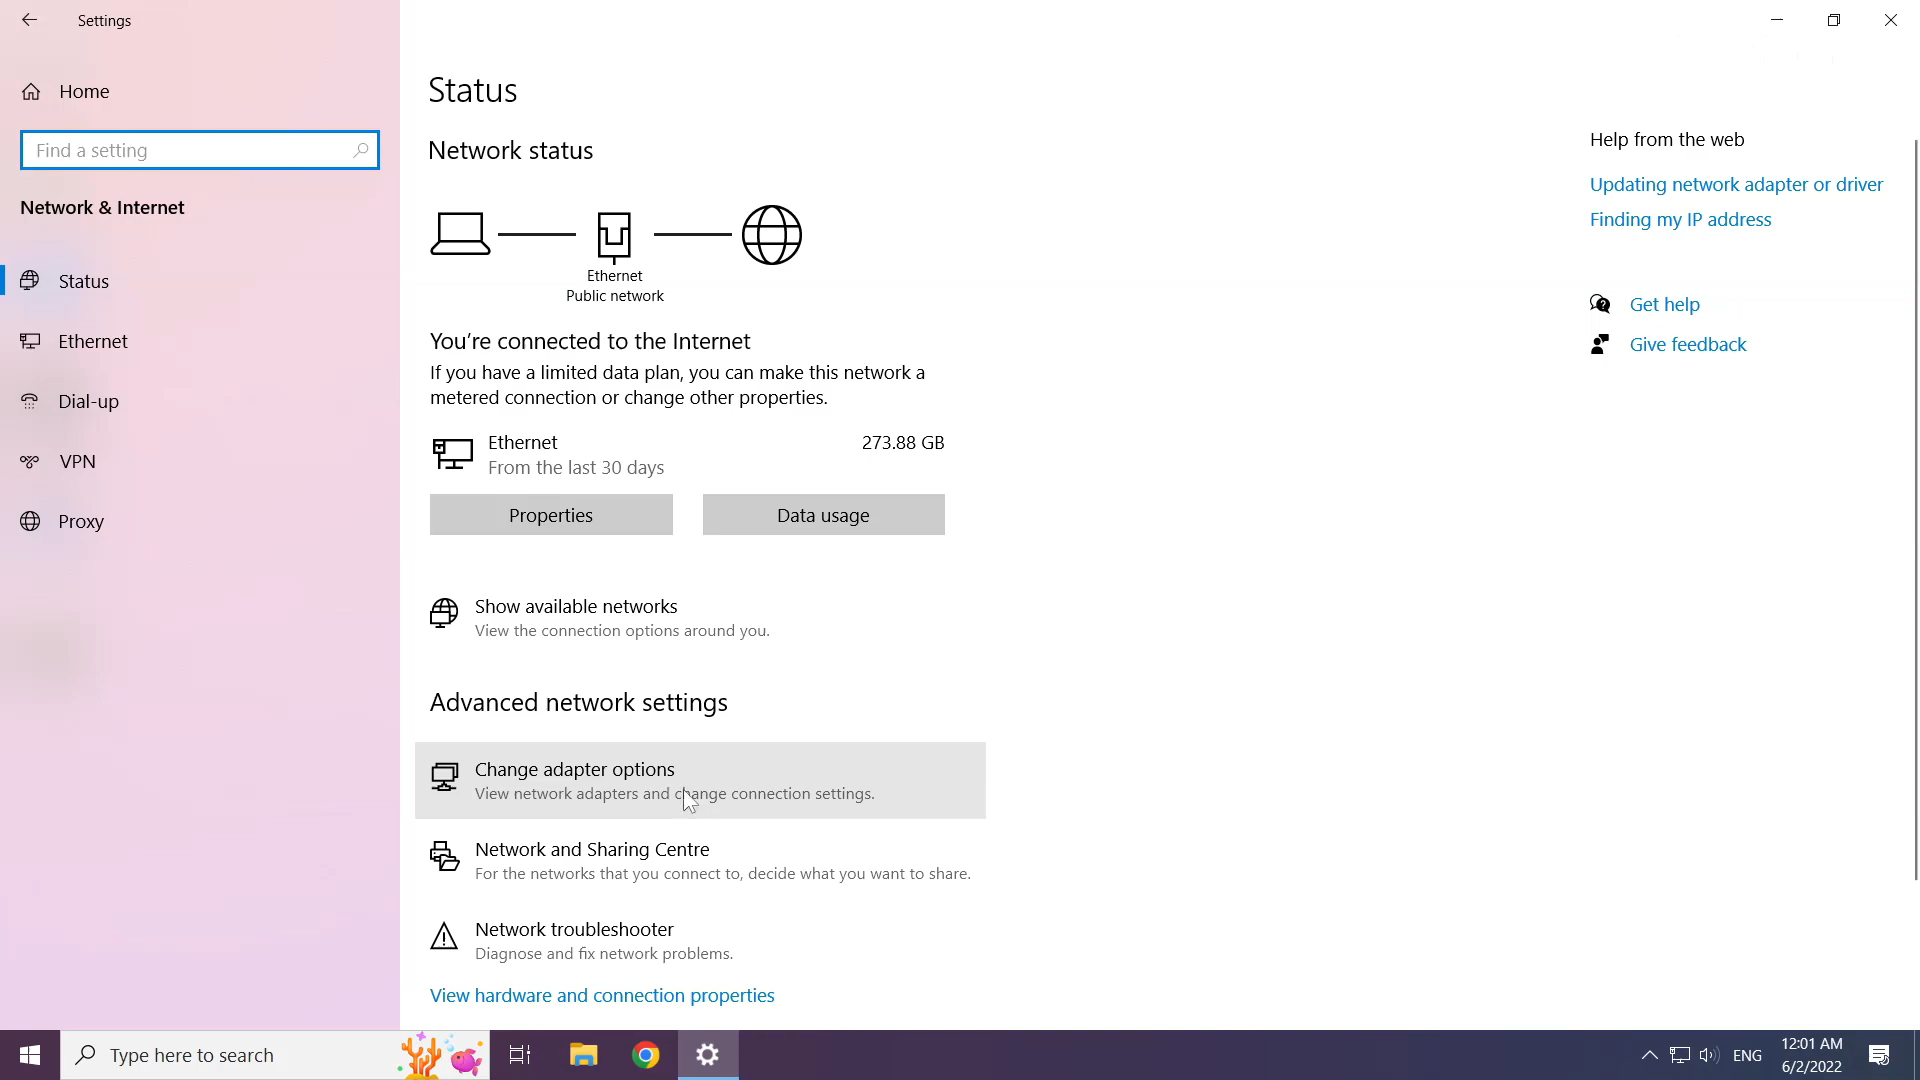 Settings
Home
Find a setting
Network & Internet
Status
Ethernet
Dial-up
VPN
Proxy
Status
Network status
Ethernet
Public network
You’re connected to the Internet
If you have a limited data plan, you can make this network a
metered connection or change other properties.
Ethernet 273.88 GB
From the last 30 days
Properties Data usage
Show available networks
View the connection options around you.
Advanced network settings
Change adapter options
View network adapters and change connection settings.
Network and Sharing Centre
For the networks that you connect to, decide what you want to share.
Network troubleshooter
Diagnose and fix network problems.
View hardware and connection properties
Help from the web
Updating network adapter or driver
Finding my IP address
Get help
Give feedback
Type here to search
ENG
12:01 AM
6/2/2022